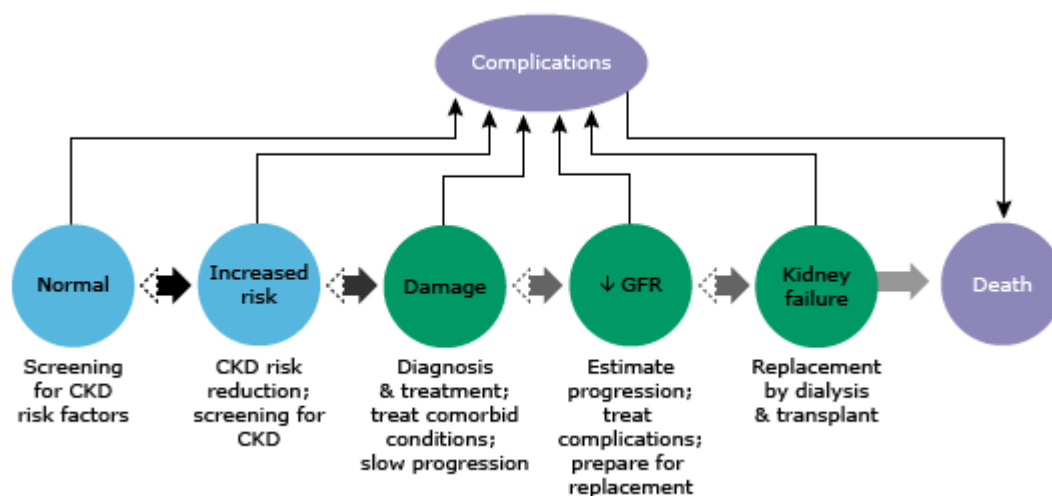 Complications
Normal
Increased
risk
Damage
↓ GFR
Kidney
failure
Death
Screening
for CKD
risk factors
CKD risk
reduction;
screening for
CKD
Diagnosis
& treatment;
treat comorbid
conditions;
slow progression
Estimate
progression;
treat
complications;
prepare for
replacement
Replacement
by dialysis
& transplant